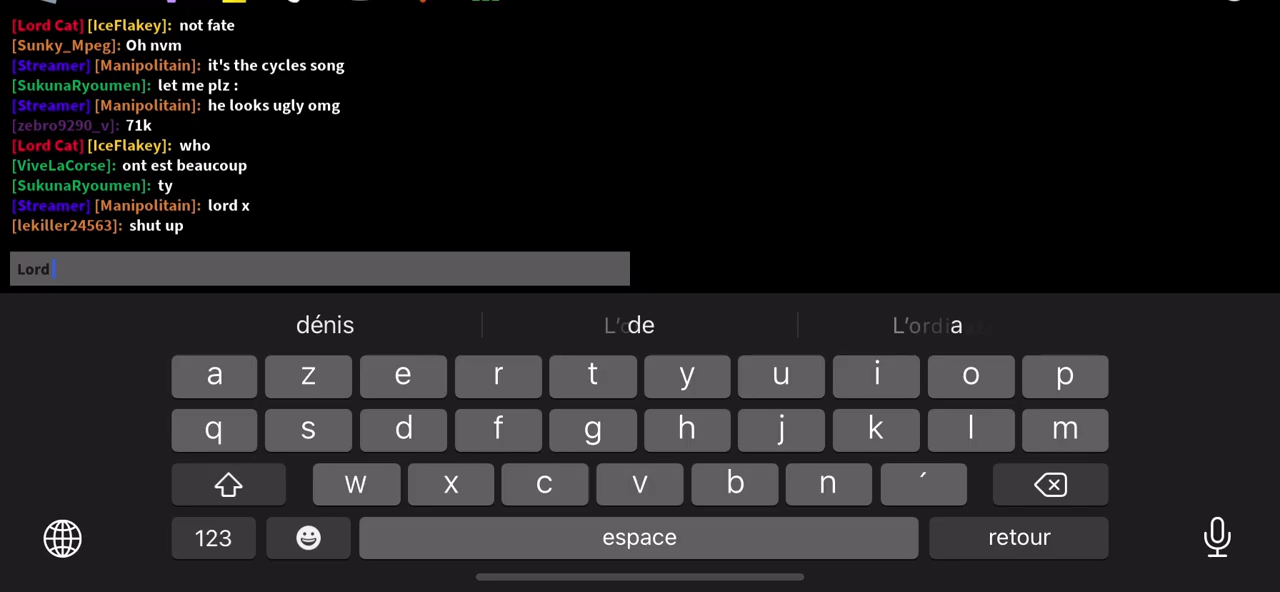 [Lord Cat] [IceFlakey]: not fate
[Sunky_Mpeg]: Oh nvm
[Streamer] [Manipolitain]: it's the cycles song
[SukunaRyoumen]: let me plz :
[Streamer] [Manipolitain]: he looks ugly omg
[zebro9290_v]: 71k
[Lord Cat] [IceFlakey]: who
[ViveLaCorse]: ont est beaucoup
[SukunaRyoumen]: ty
[Streamer] [Manipolitain]: lord x
[lekiller24563]: shut up
Lord
dénis de a
a z e r t y u i o p
q s d f g h j k l m
w x c v b n ´
123 espace retour